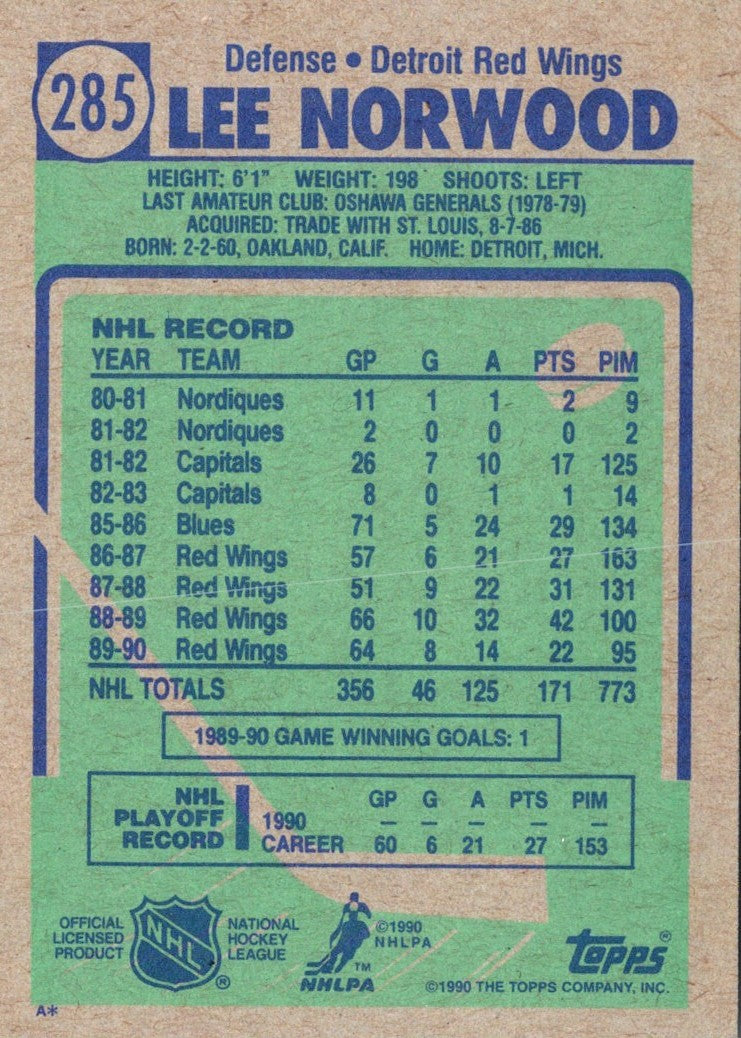 285
Defense • Detroit Red Wings
LEE NORWOOD
HEIGHT: 6'1" WEIGHT: 198 SHOOTS: LEFT
LAST AMATEUR CLUB: OSHAWA GENERALS (1978-79)
ACQUIRED: TRADE WITH ST. LOUIS, 8-7-86
BORN: 2-2-60, OAKLAND, CALIF. HOME: DETROIT, MICH.
NHL RECORD
YEAR TEAM GP G A PTS PIM
80-81 Nordiques 11 1 1 2 9
81-82 Nordiques 2 0 0 0 2
81-82 Capitals 26 7 10 17 125
82-83 Capitals 8 0 1 1 14
85-86 Blues 71 5 24 29 134
86-87 Red Wings 57 6 21 27 163
87-88 Red Wings 51 9 22 31 131
88-89 Red Wings 66 10 32 42 100
89-90 Red Wings 64 8 14 22 95
NHL TOTALS 356 46 125 171 773
1989-90 GAME WINNING GOALS: 1
NHL PLAYOFF RECORD
GP G A PTS PIM
1990 — — — — —
CAREER 60 6 21 27 153
OFFICIAL
LICENSED
PRODUCT
NHL
®
NATIONAL
HOCKEY
LEAGUE
TM
NHLPA
©1990
NHLPA
topps®
©1990 THE TOPPS COMPANY, INC.
A*